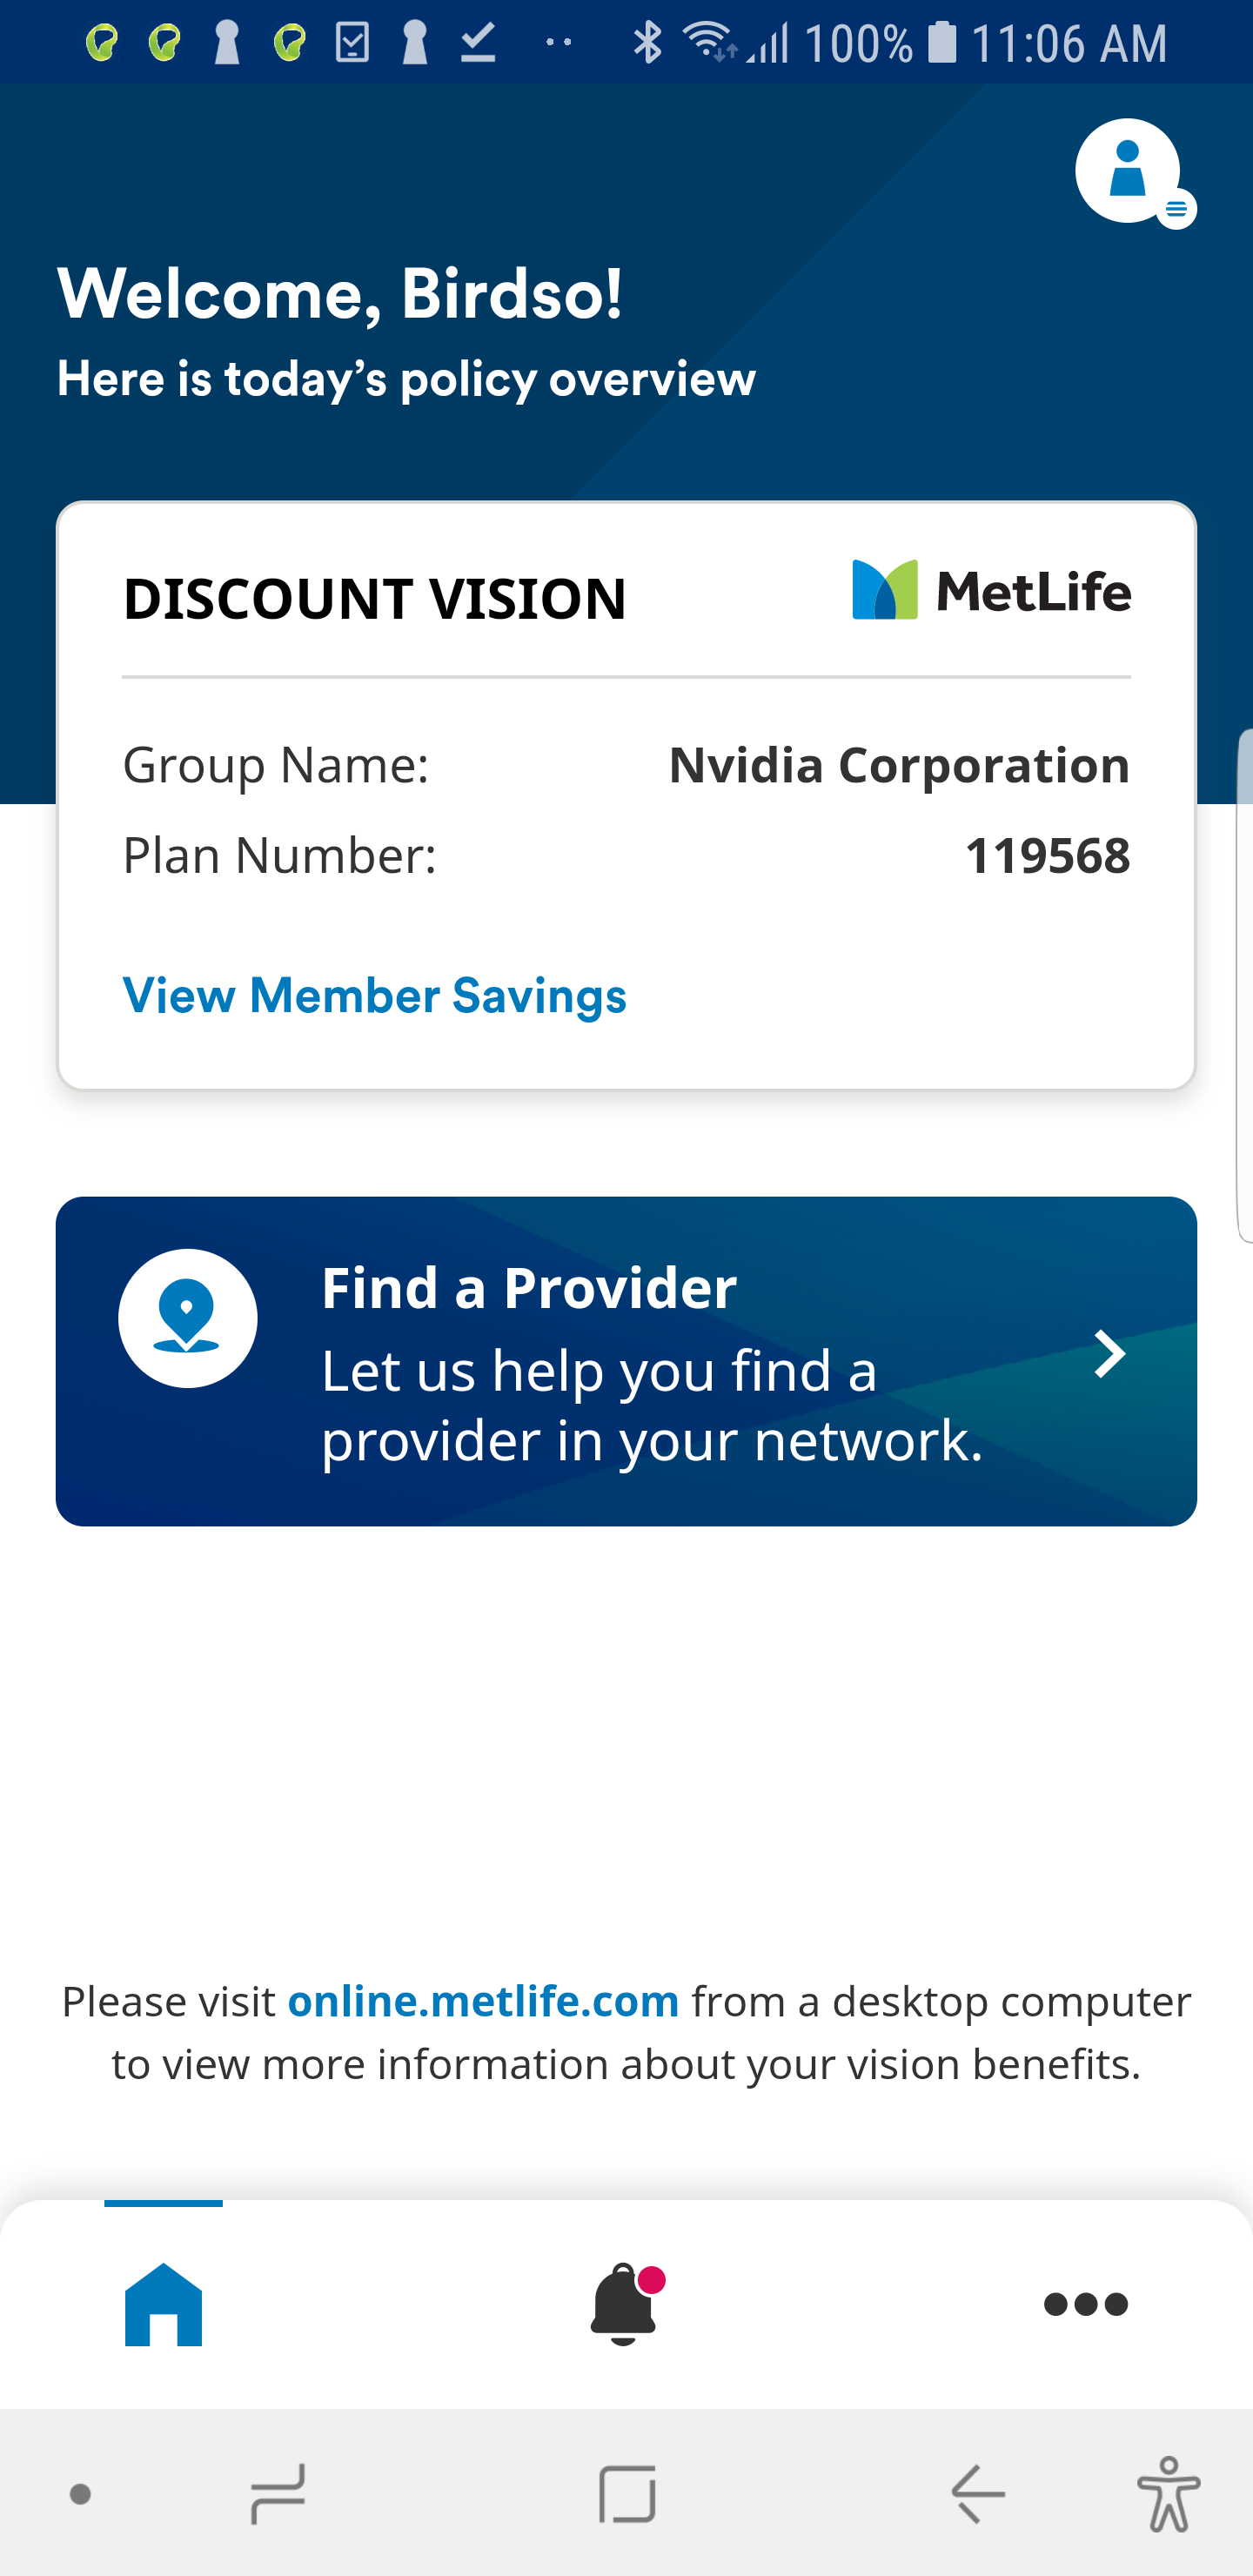 100% 11:06 AM
Welcome, Birdso!
Here is today’s policy overview
DISCOUNT VISION
MetLife
Group Name: Nvidia Corporation
Plan Number: 119568
View Member Savings
Find a Provider
Let us help you find a
provider in your network.
Please visit online.metlife.com from a desktop computer
to view more information about your vision benefits.